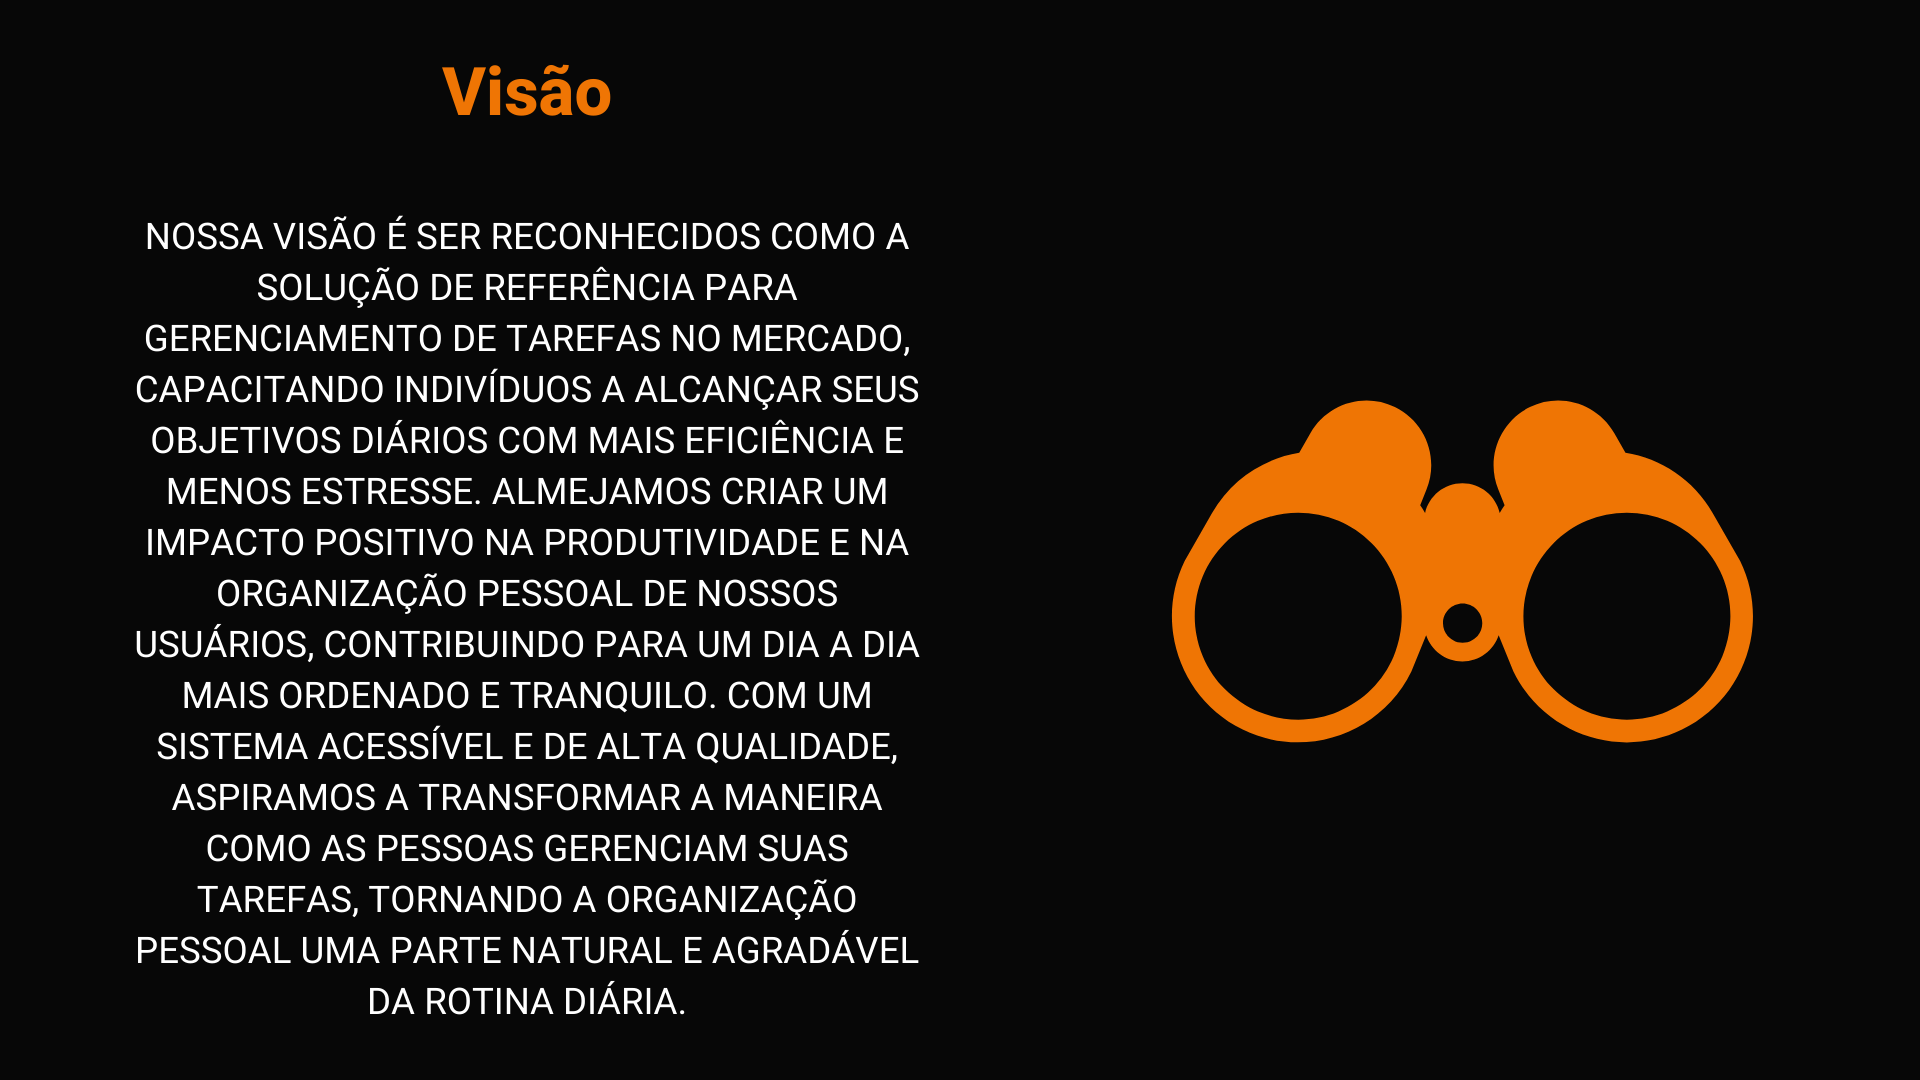 Visão
NOSSA VISÃO É SER RECONHECIDOS COMO A
SOLUÇÃO DE REFERÊNCIA PARA
GERENCIAMENTO DE TAREFAS NO MERCADO,
CAPACITANDO INDIVÍDUOS A ALCANÇAR SEUS
OBJETIVOS DIÁRIOS COM MAIS EFICIÊNCIA E
MENOS ESTRESSE. ALMEJAMOS CRIAR UM
IMPACTO POSITIVO NA PRODUTIVIDADE E NA
ORGANIZAÇÃO PESSOAL DE NOSSOS
USUÁRIOS, CONTRIBUINDO PARA UM DIA A DIA
MAIS ORDENADO E TRANQUILO. COM UM
SISTEMA ACESSÍVEL E DE ALTA QUALIDADE,
ASPIRAMOS A TRANSFORMAR A MANEIRA
COMO AS PESSOAS GERENCIAM SUAS
TAREFAS, TORNANDO A ORGANIZAÇÃO
PESSOAL UMA PARTE NATURAL E AGRADÁVEL
DA ROTINA DIÁRIA.